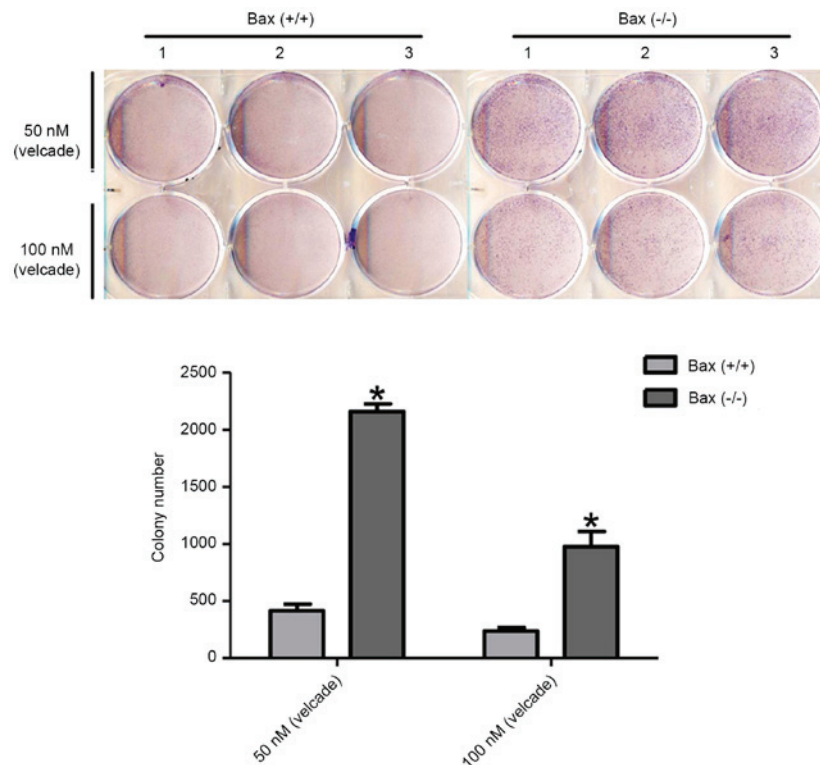 Bax (+/+) Bax (-/-)
1 2 3 1 2 3
50 nM
(velcade)
100 nM
(velcade)
2500
2000
1500
1000
500
0
Colony number
* *
Bax (+/+)
Bax (-/-)
50 nM (velcade)
100 nM (velcade)